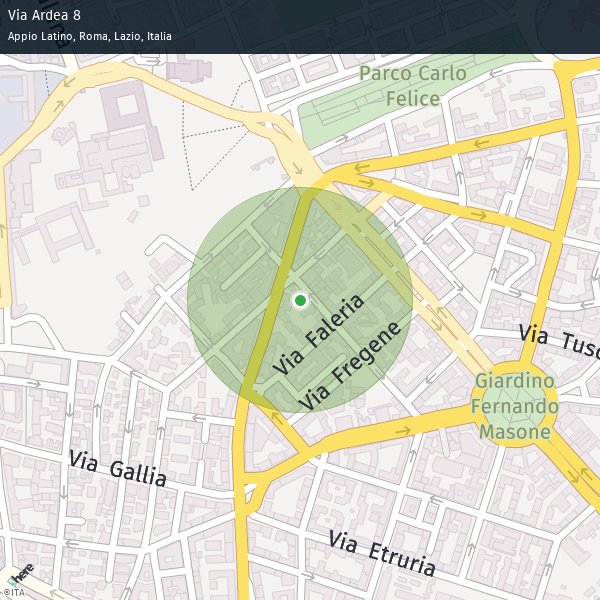 Via Ardea 8
Appio Latino, Roma, Lazio, Italia
Parco Carlo
Felice
Via Faleria
Via Fregene
Via Tusc
Giardino
Fernando
Masone
Via Gallia
Via Etruria
here
©ITA